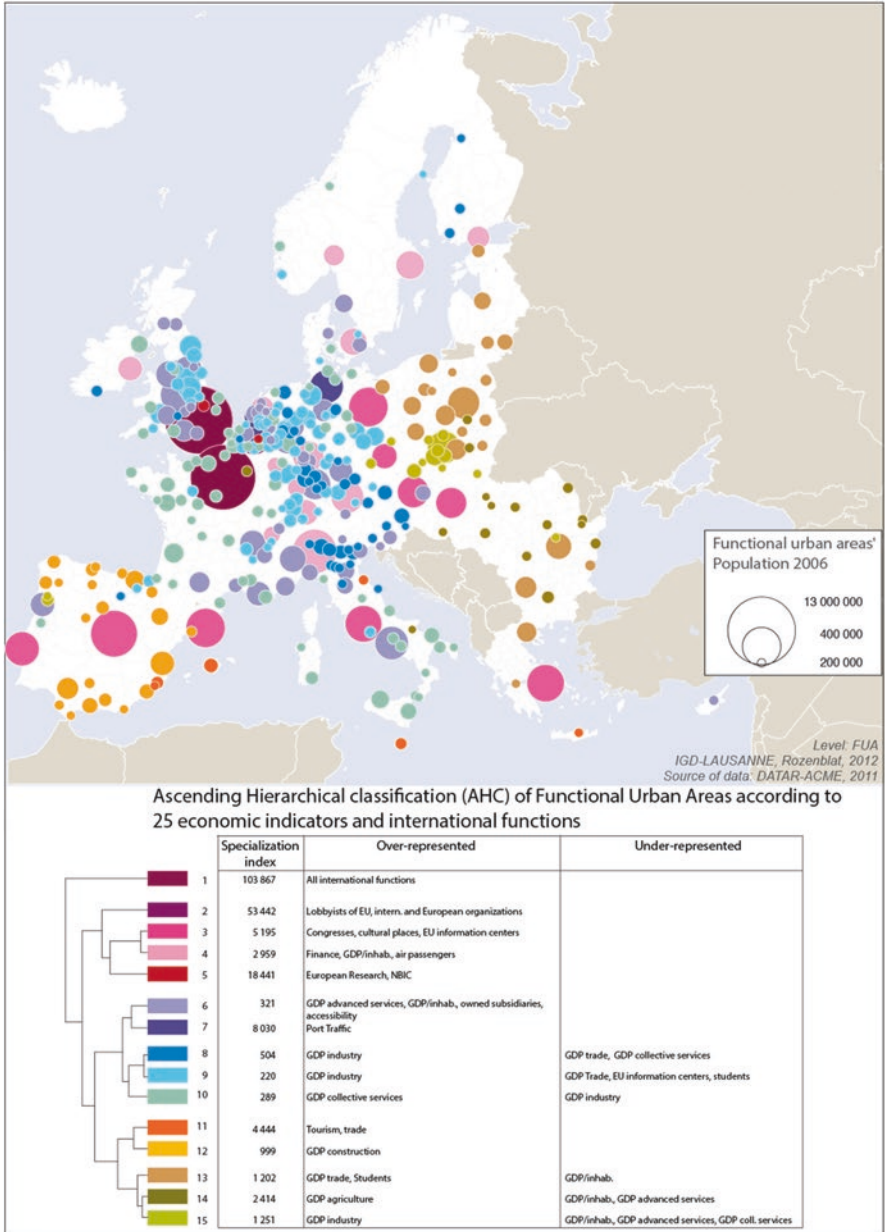 Functional urban areas'
Population 2006
13 000 000
400 000
200 000
Level: FUA
IGD-LAUSANNE, Rozenblat, 2012
Source of data: DATAR-ACME, 2011
Ascending Hierarchical classification (AHC) of Functional Urban Areas according to
25 economic indicators and international functions
Specialization index Over-represented Under-represented
1 103 867 All international functions
2 53 442 Lobbyists of EU, intern. and European organizations
3 5 195 Congresses, cultural places, EU information centers
4 2 959 Finance, GDP/inhab., air passengers
5 18 441 European Research, NBIC
6 321 GDP advanced services, GDP/inhab., owned subsidiaries,
accessibility
7 8 030 Port Traffic
8 504 GDP industry GDP trade, GDP collective services
9 220 GDP industry GDP Trade, EU information centers, students
10 289 GDP collective services GDP industry
11 4 444 Tourism, trade
12 999 GDP construction
13 1 202 GDP trade, Students GDP/inhab.
14 2 414 GDP agriculture GDP/inhab., GDP advanced services
15 1 251 GDP industry GDP/inhab., GDP advanced services, GDP coll. services